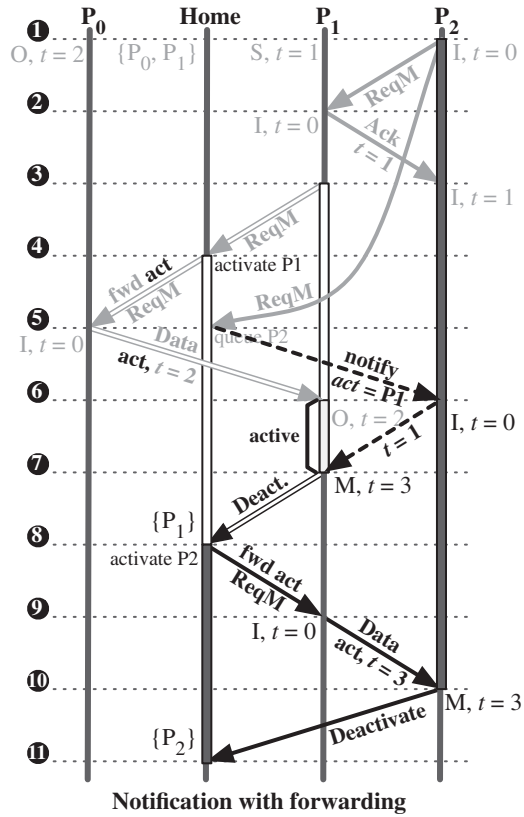 P0 Home P1 P2
1
O, t = 2 {P0, P1} S, t = 1 I, t = 0
ReqM
2
I, t = 0
Ack
t = 1
3
I, t = 1
ReqM
4
activate P1
fwd act
ReqM
ReqM
5
queue P2
I, t = 0
Data
act, t = 2
notify
act = P1
6
O, t = 2
I, t = 0
active
t = 1
7
M, t = 3
Deact.
{P1}
8
activate P2
fwd act
ReqM
9
I, t = 0
Data
act, t = 3
10
M, t = 3
Deactivate
{P2}
11
Notification with forwarding